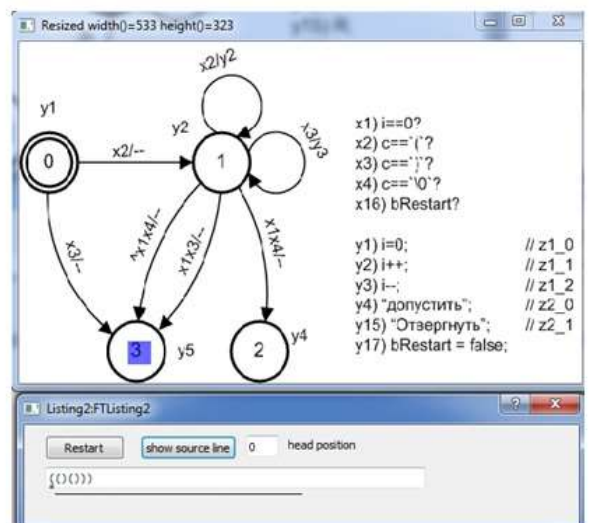 Resized width()=533 height()=323
x2/y2
y1
y2
x3/y3
0
x2/--
1
x3/--
^x1x4/--
x1x3/--
x1x4/--
3
y5
2
y4
x1) i==0?
x2) c==`(`?
x3) c==`)`?
x4) c==`\0`?
x16) bRestart?
y1) i=0; // z1_0
y2) i++; // z1_1
y3) i--; // z1_2
y4) "допустить"; // z2_0
y15) "Отвергнуть"; // z2_1
y17) bRestart = false;
Listing2:FTListing2
Restart
show source line
0
head position
(()()))